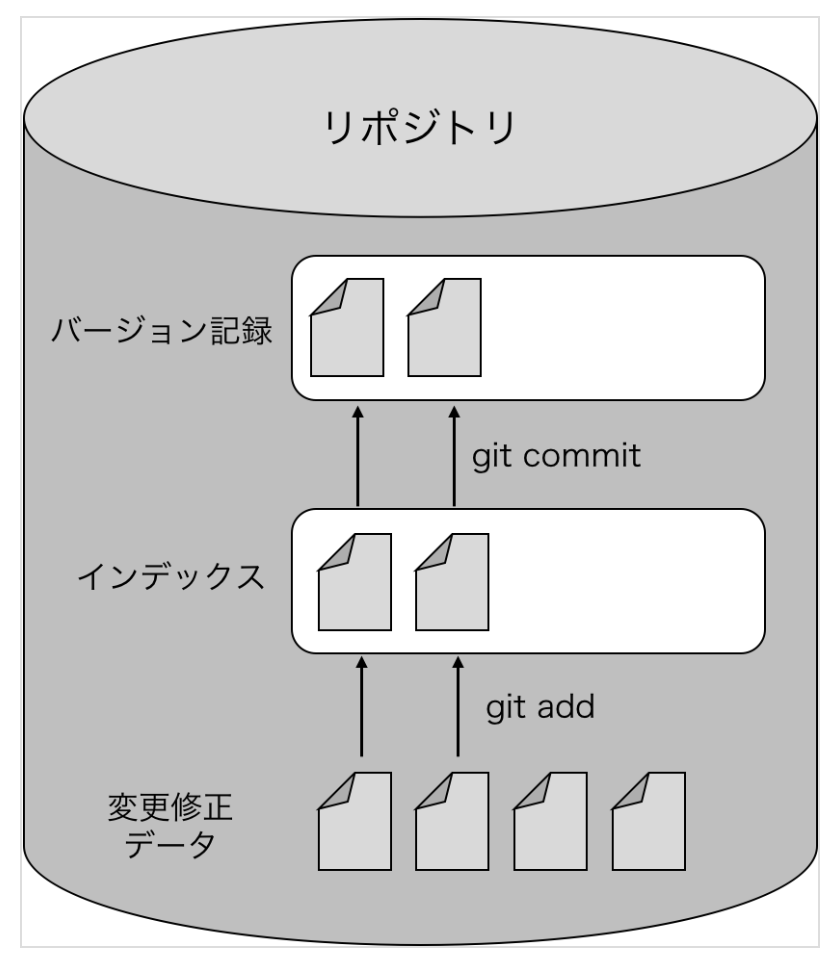 リポジトリ
バージョン記録
git commit
インデックス
git add
変更修正
データ